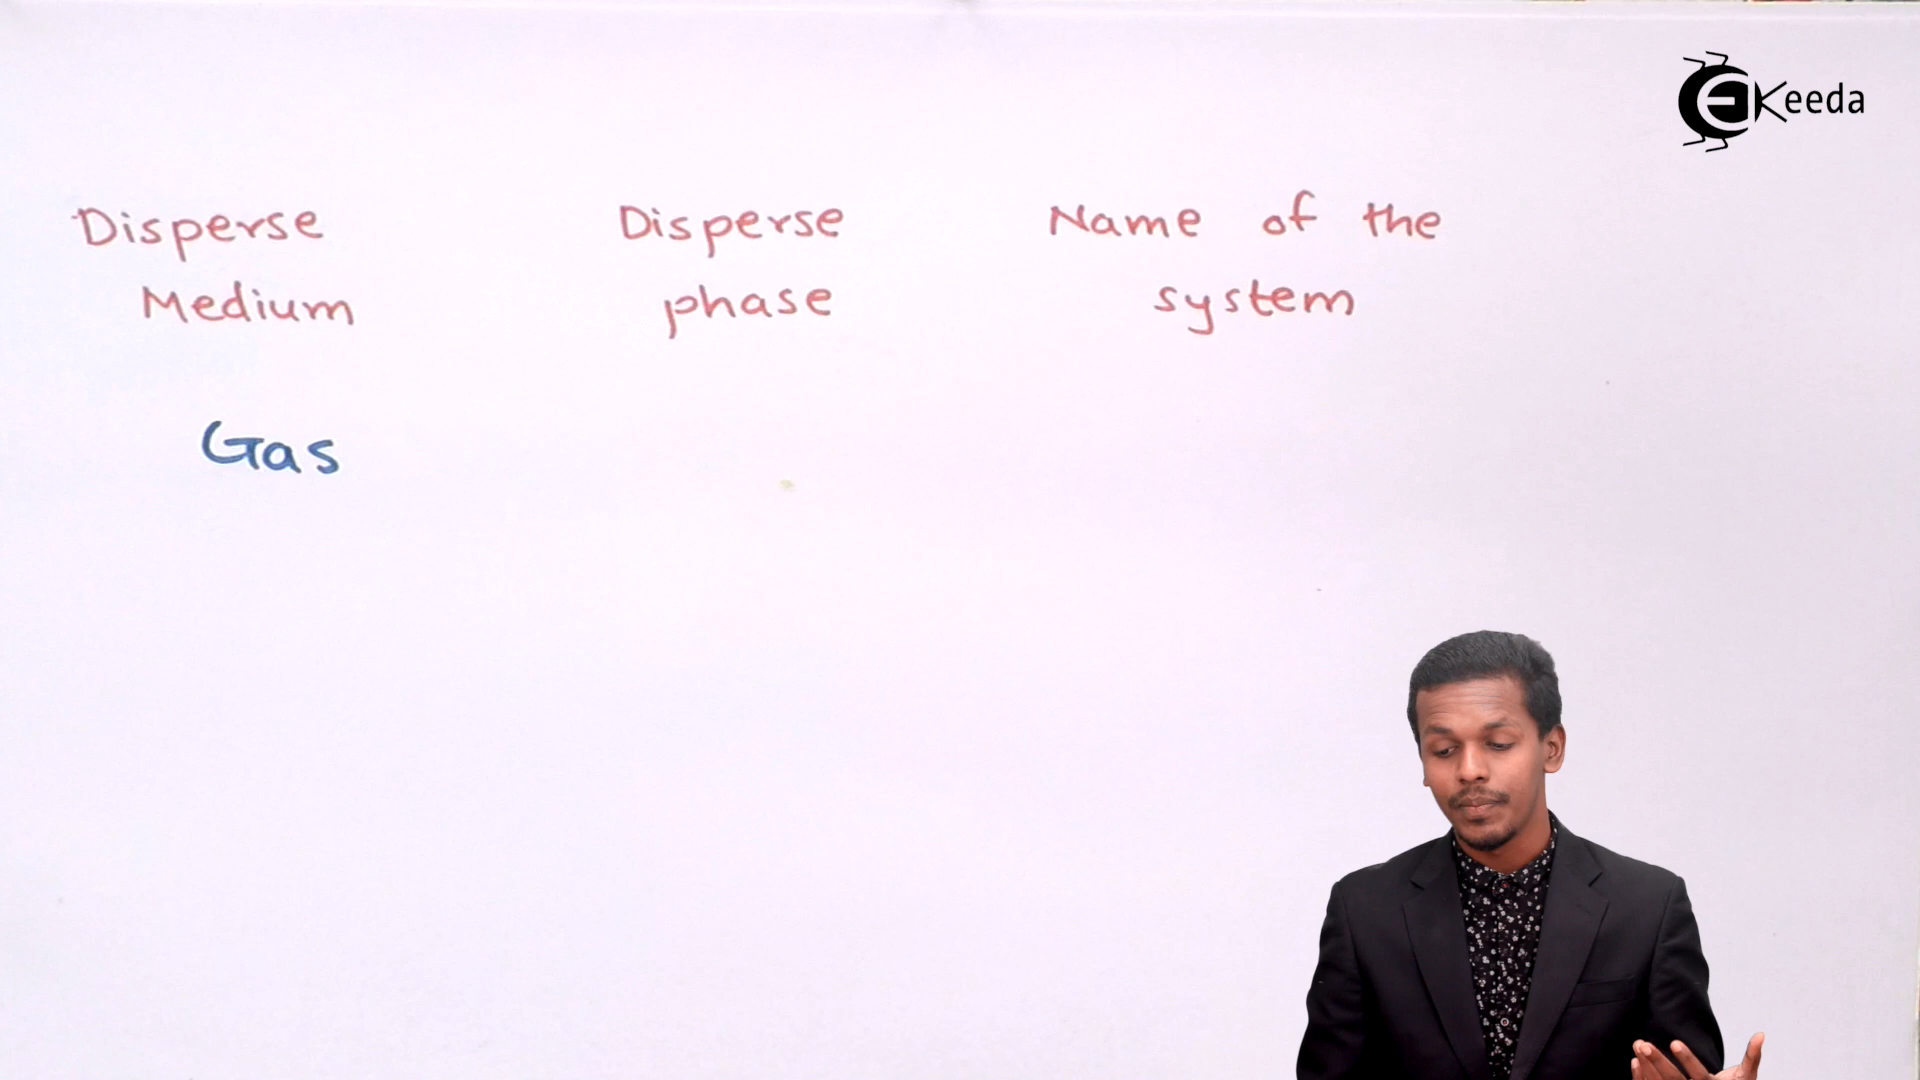 EKeeda
Disperse Medium
Disperse phase
Name of the system
Gas